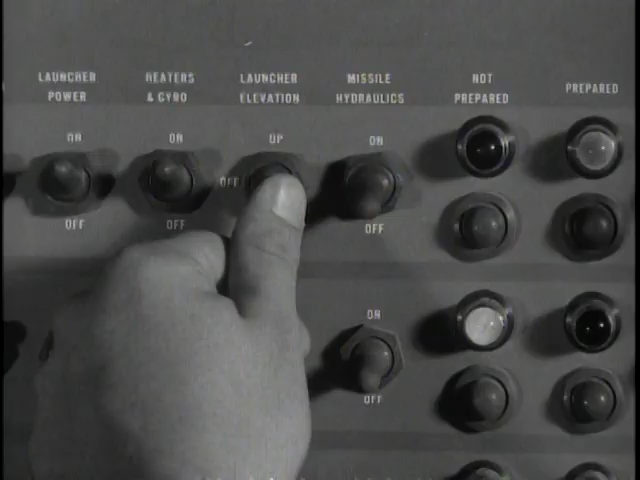 LAUNCHER POWER
HEATERS & GYRO
LAUNCHER ELEVATION
MISSILE HYDRAULICS
NOT PREPARED
PREPARED
ON
ON
UP
ON
OFF
OFF
OFF
OFF
ON
OFF